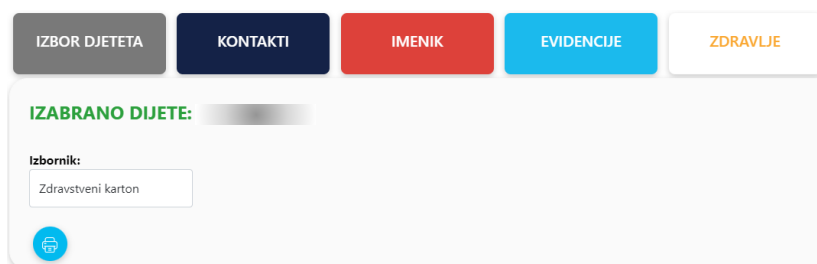 IZBOR DJETETA
KONTAKTI
IMENIK
EVIDENCIJE
ZDRAVLJE
IZABRANO DIJETE:
Izbornik:
Zdravstveni karton